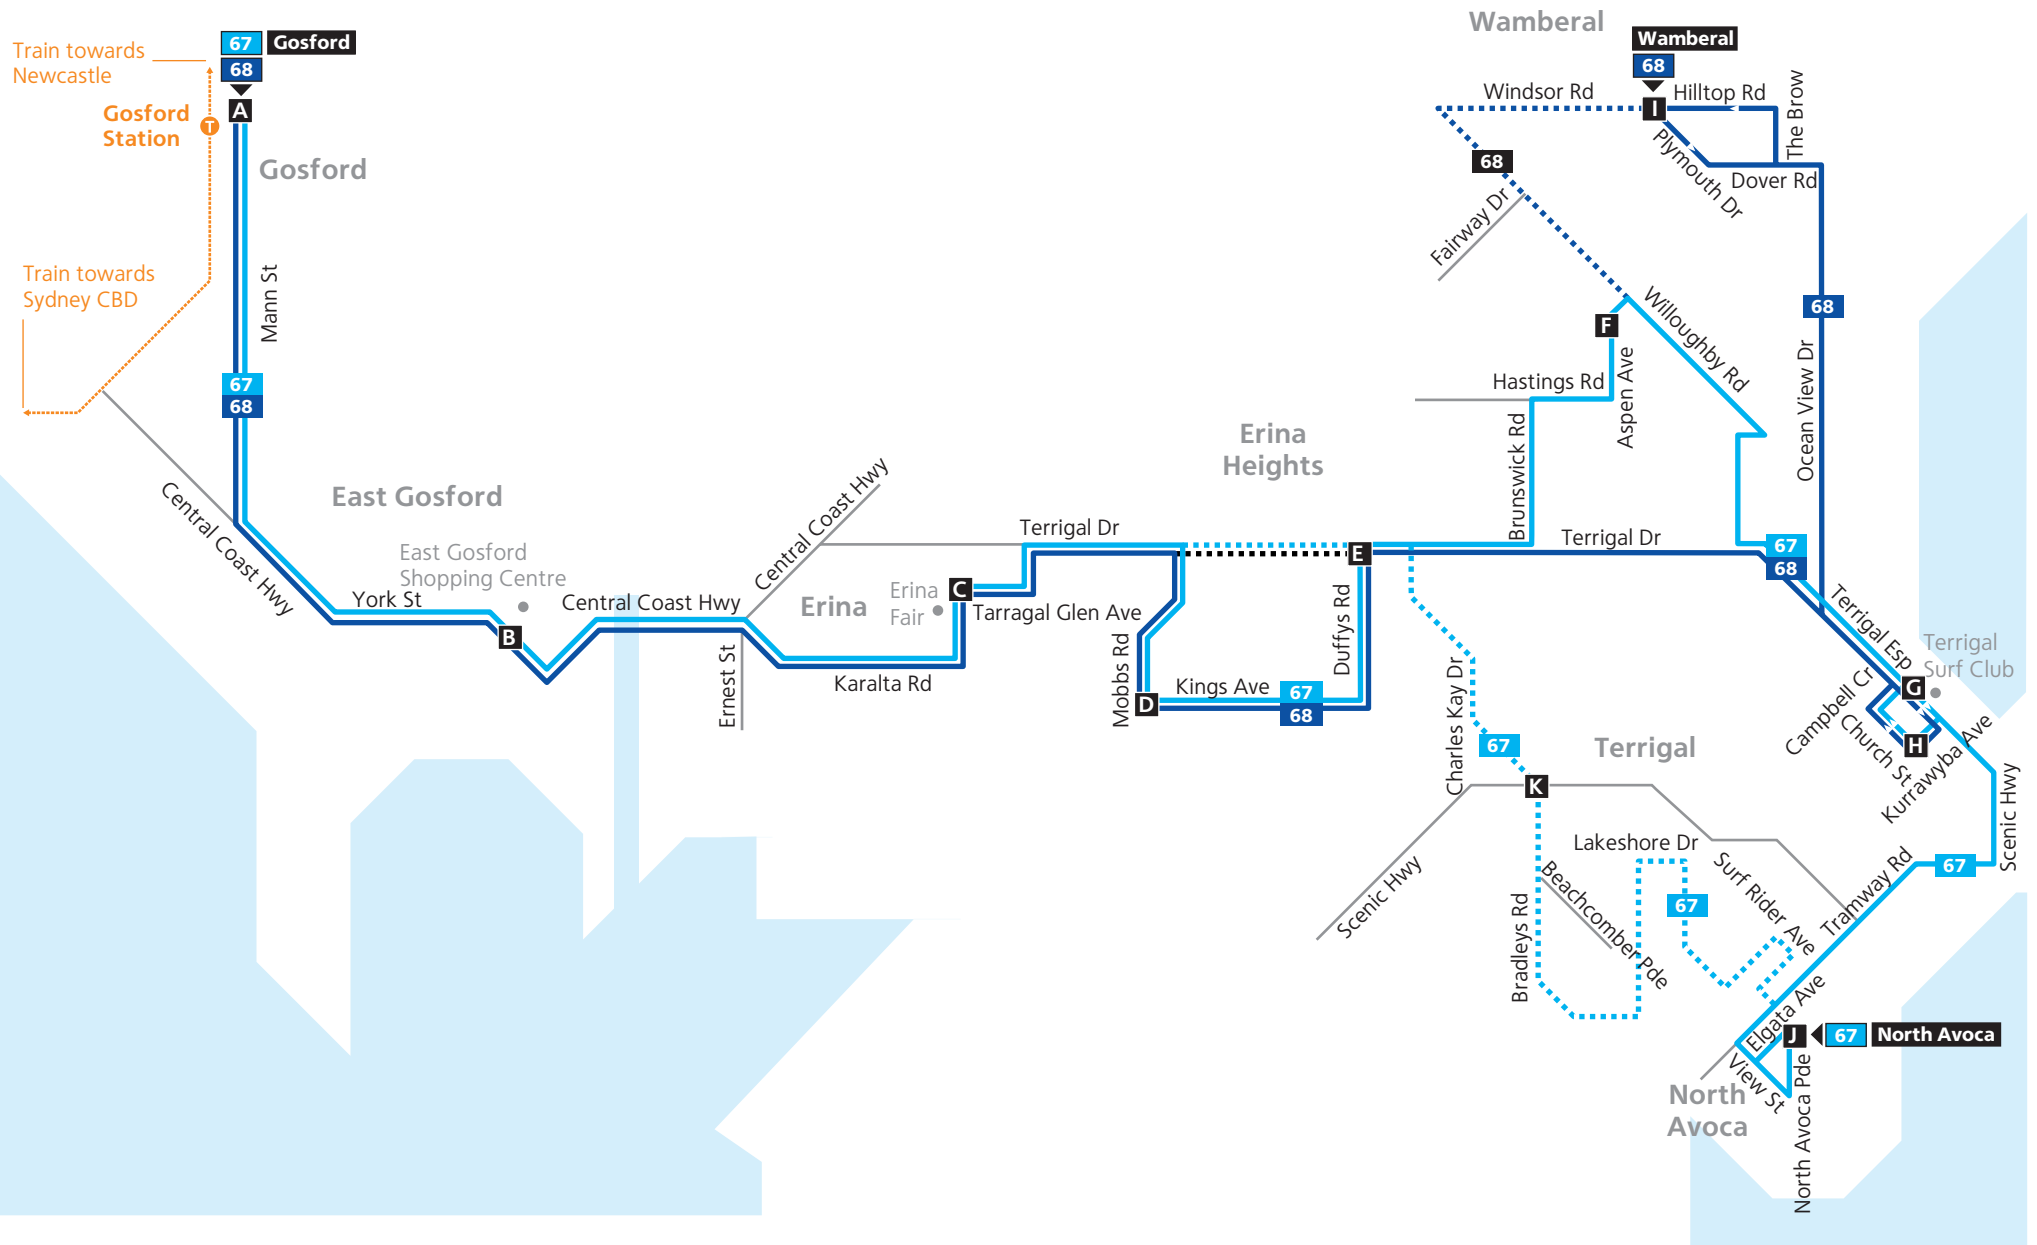 Wamberal
Train towards
Newcastle
67
Gosford
68
A
Gosford
Station
T
Gosford
Wamberal
68
Windsor Rd
I
Hilltop Rd
The Brow
Plymouth Dr
Dover Rd
68
Fairway Dr
Train towards
Sydney CBD
Mann St
67
68
Willoughby Rd
68
F
Hastings Rd
Aspen Ave
Ocean View Dr
Brunswick Rd
Erina
Heights
Central Coast Hwy
East Gosford
East Gosford
Shopping Centre
York St
B
Central Coast Hwy
Central Coast Hwy
Ernest St
Erina
Erina
Fair
C
Karalta Rd
Terrigal Dr
Tarragal Glen Ave
Mobbs Rd
D
Kings Ave
67
68
Duffys Rd
E
Terrigal Dr
67
68
Terrigal Esp
Terrigal
Surf Club
G
Campbell Ct
Church St
H
Kurrawyba Ave
Charles Kay Dr
67
Terrigal
K
Scenic Hwy
Scenic Hwy
Lakeshore Dr
Bradleys Rd
Beachcomber Pde
67
Surf Rider Ave
Tramway Rd
67
Elgata Ave
J
67
North Avoca
View St
North Avoca Pde
North
Avoca